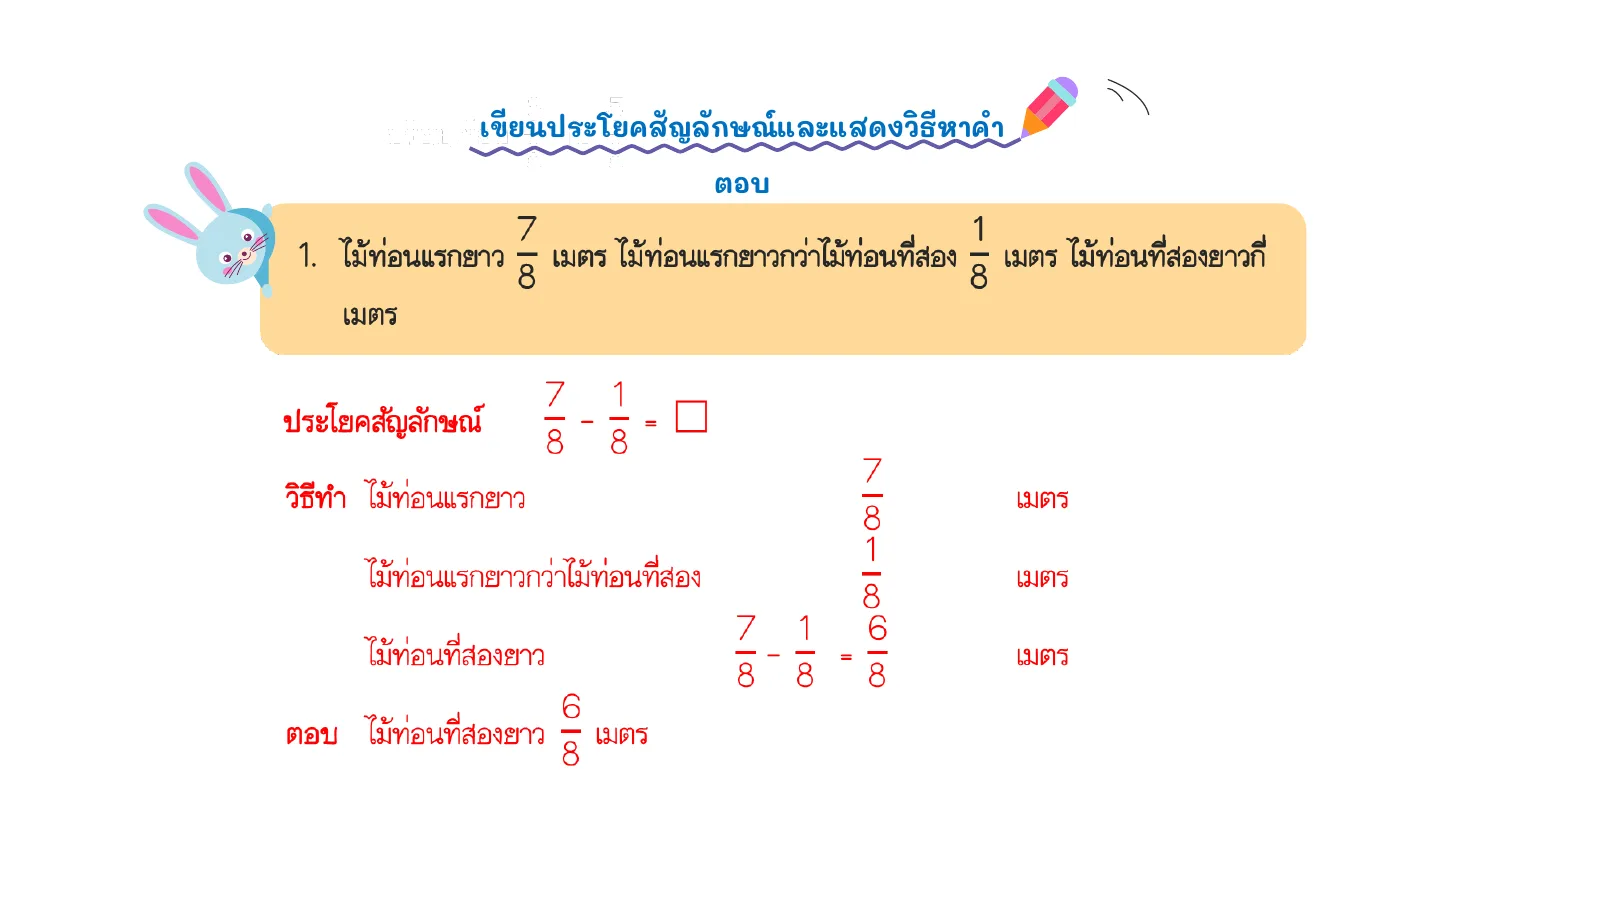 เขียนประโยคสัญลักษณ์และแสดงวิธีหาคำ
ตอบ
1. ไม้ท่อนแรกยาว 7/8 เมตร ไม้ท่อนแรกยาวกว่าไม้ท่อนที่สอง 1/8 เมตร ไม้ท่อนที่สองยาวกี่
เมตร
ประโยคสัญลักษณ์ 7/8 - 1/8 = □
วิธีทำ ไม้ท่อนแรกยาว 7/8 เมตร
ไม้ท่อนแรกยาวกว่าไม้ท่อนที่สอง 1/8 เมตร
ไม้ท่อนที่สองยาว 7/8 - 1/8 = 6/8 เมตร
ตอบ ไม้ท่อนที่สองยาว 6/8 เมตร